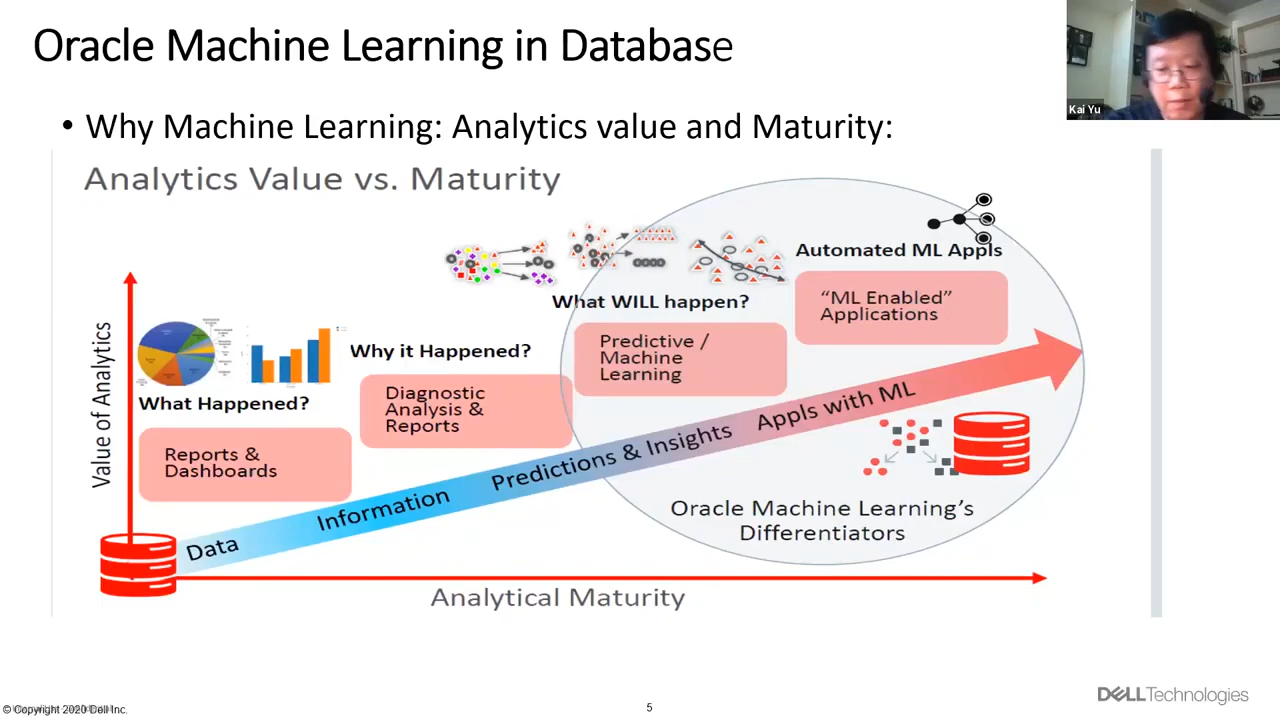 Oracle Machine Learning in Database
Kai Yu
• Why Machine Learning: Analytics value and Maturity:
Analytics Value vs. Maturity
Automated ML Appls
"ML Enabled"
Applications
What WILL happen?
Predictive /
Machine
Learning
Why it Happened?
Diagnostic
Analysis &
Reports
What Happened?
Reports &
Dashboards
Value of Analytics
Data
Information
Predictions & Insights
Appls with ML
Oracle Machine Learning's
Differentiators
Analytical Maturity
© Copyright 2020 Dell Inc.
5
DELLTechnologies